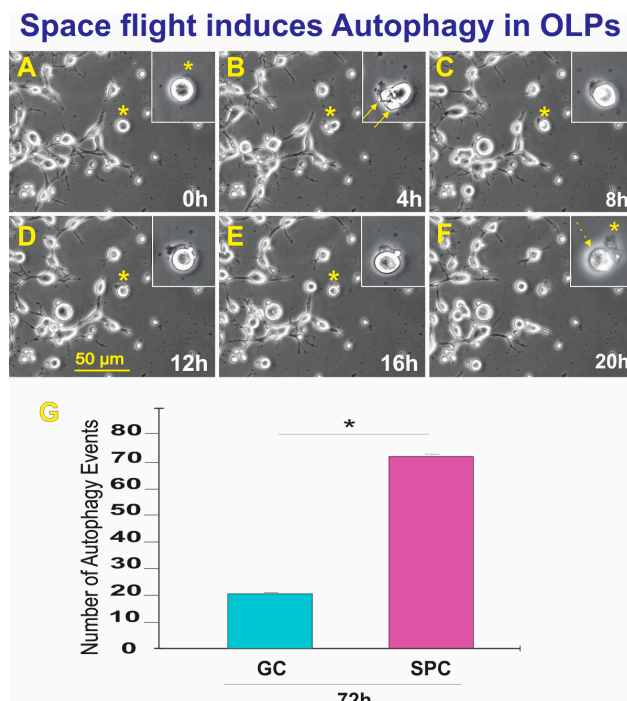 Space flight induces Autophagy in OLPs
A * * 0h
B * 4h
C * 8h
D * 50 µm 12h
E * 16h
F * 20h
G
Number of Autophagy Events
80
70
60
50
40
30
20
10
0
*
GC SPC
72h